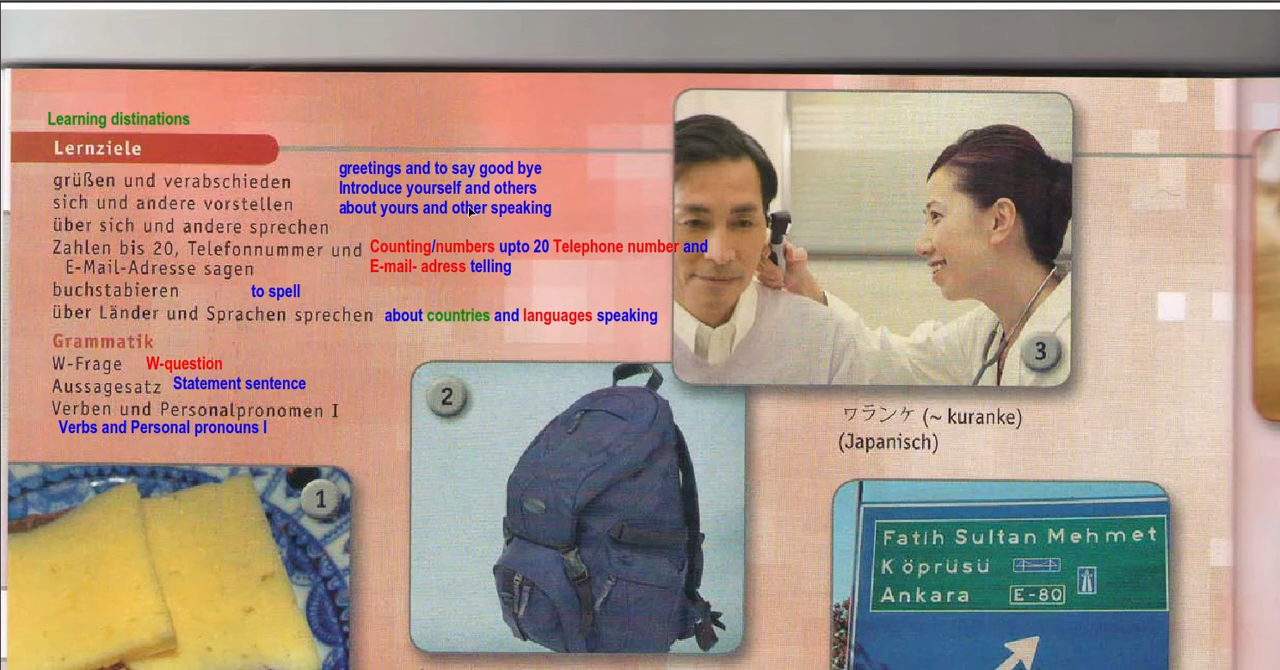 Learning distinations
Lernziele
grüßen und verabschieden
greetings and to say good bye
sich und andere vorstellen
Introduce yourself and others
über sich und andere sprechen
about yours and other speaking
Zahlen bis 20, Telefonnummer und
E-Mail-Adresse sagen
Counting/numbers upto 20 Telephone number and
E-mail- adress telling
buchstabieren
to spell
über Länder und Sprachen sprechen
about countries and languages speaking
Grammatik
W-Frage
W-question
Aussagesatz
Statement sentence
Verben und Personalpronomen I
Verbs and Personal pronouns I
1
2
3
ワランケ (~ kuranke)
(Japanisch)
Fatih Sultan Mehmet
Köprüsü
Ankara E-80